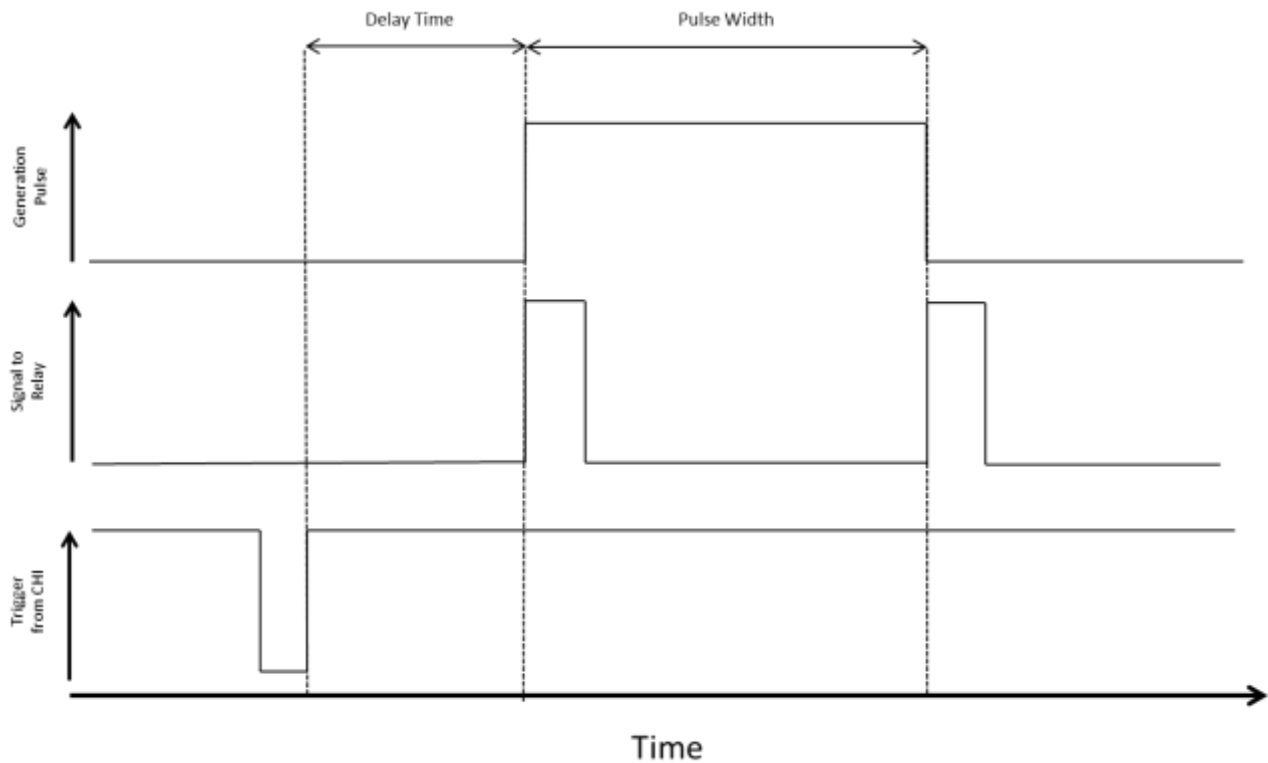 Delay Time
Pulse Width
Generation
Pulse
Signal to
Relay
Trigger
from CHI
Time